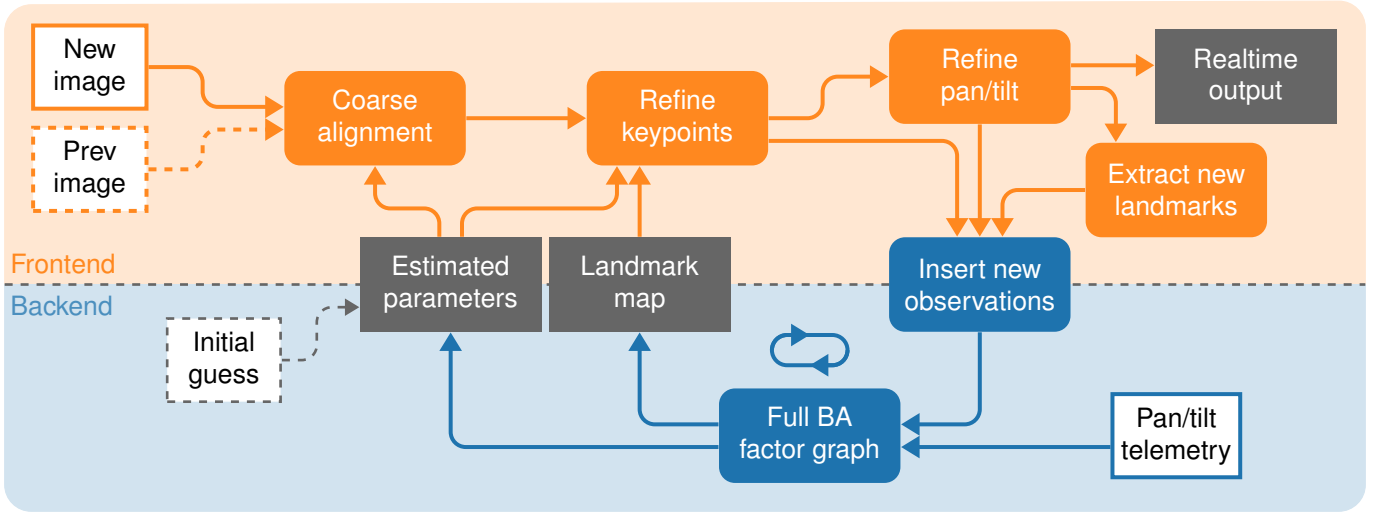 New
image
Prev
image
Coarse
alignment
Refine
keypoints
Refine
pan/tilt
Realtime
output
Extract new
landmarks
Frontend
Backend
Estimated
parameters
Landmark
map
Insert new
observations
Initial
guess
Full BA
factor graph
Pan/tilt
telemetry